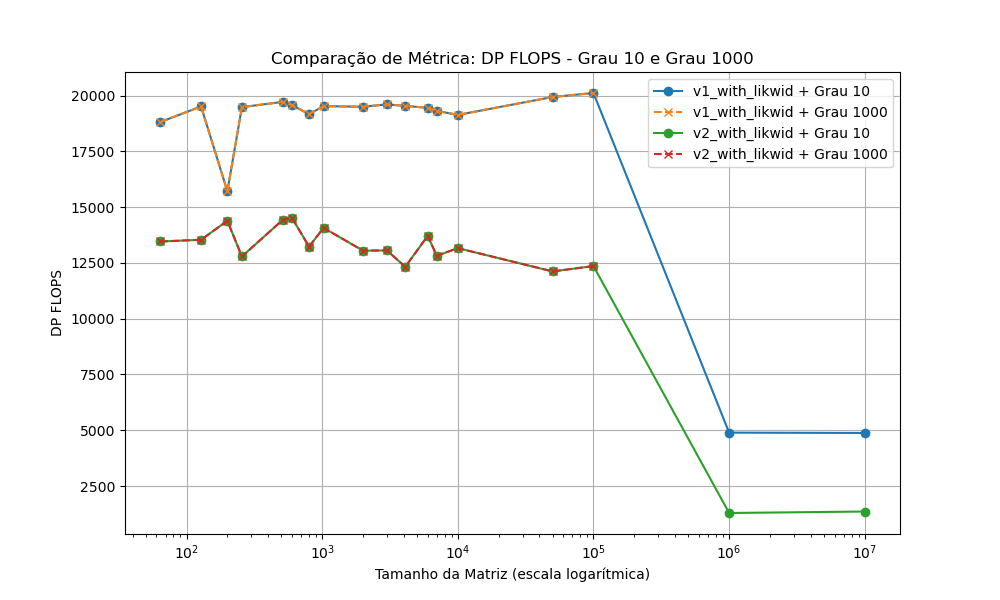 Comparação de Métrica: DP FLOPS - Grau 10 e Grau 1000
v1_with_likwid + Grau 10
v1_with_likwid + Grau 1000
v2_with_likwid + Grau 10
v2_with_likwid + Grau 1000
20000
17500
15000
12500
10000
7500
5000
2500
DP FLOPS
10²
10³
10⁴
10⁵
10⁶
10⁷
Tamanho da Matriz (escala logarítmica)